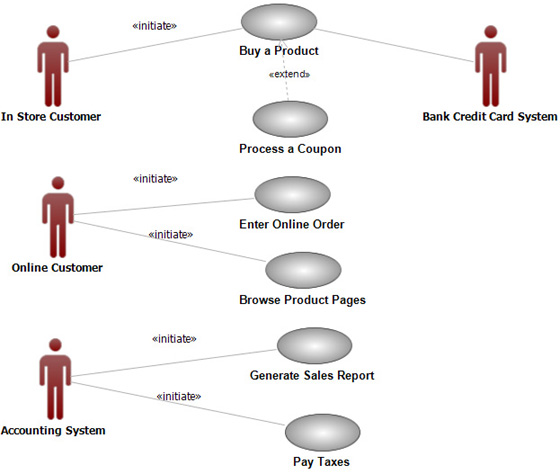 «initiate»
Buy a Product
«extend»
In Store Customer
Bank Credit Card System
Process a Coupon
«initiate»
Enter Online Order
«initiate»
Online Customer
Browse Product Pages
«initiate»
Generate Sales Report
«initiate»
Accounting System
Pay Taxes